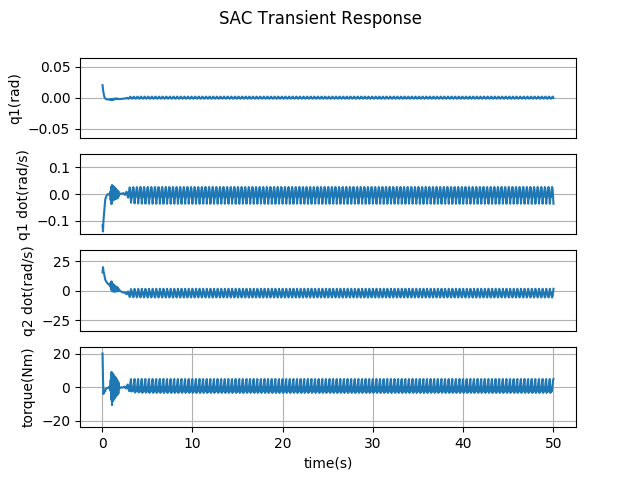 SAC Transient Response
0.05
0.00
−0.05
q1(rad)
0.1
0.0
−0.1
q1 dot(rad/s)
25
0
−25
q2 dot(rad/s)
20
0
−20
torque(Nm)
0 10 20 30 40 50
time(s)